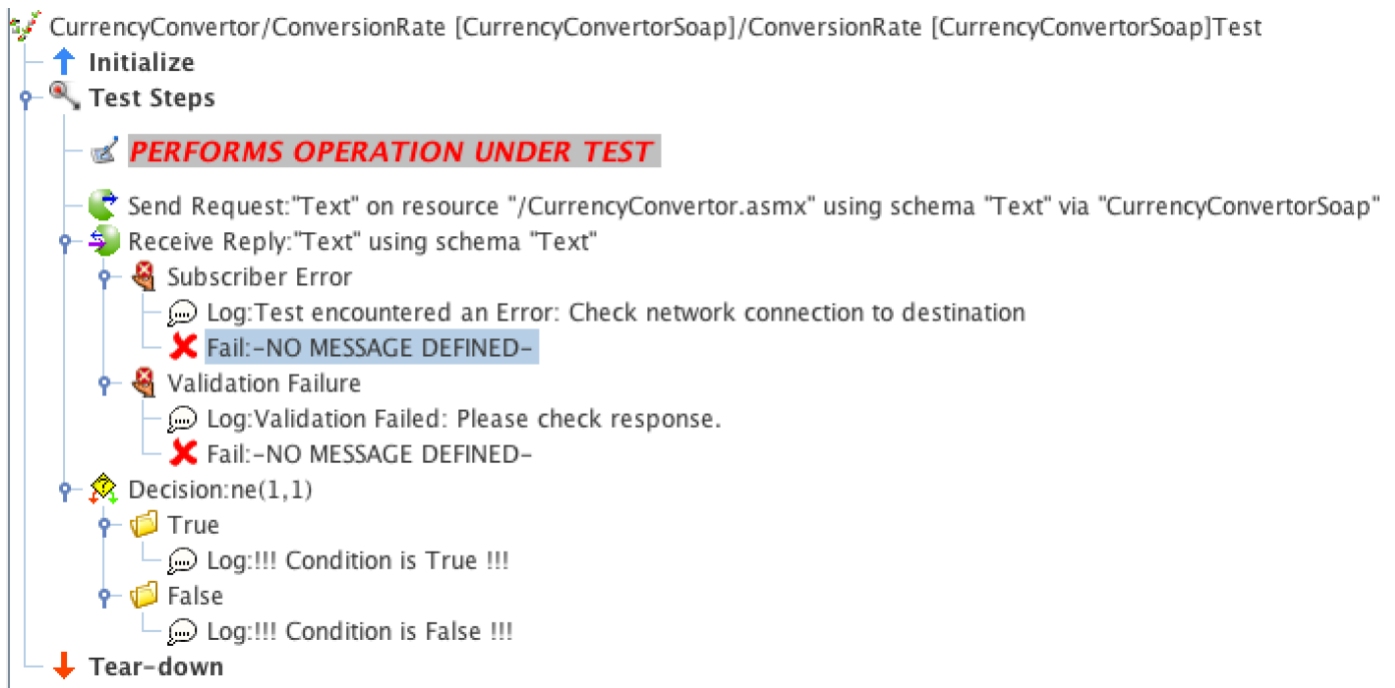 CurrencyConvertor/ConversionRate [CurrencyConvertorSoap]/ConversionRate [CurrencyConvertorSoap]Test
Initialize
Test Steps
PERFORMS OPERATION UNDER TEST
Send Request:"Text" on resource "/CurrencyConvertor.asmx" using schema "Text" via "CurrencyConvertorSoap"
Receive Reply:"Text" using schema "Text"
Subscriber Error
Log:Test encountered an Error: Check network connection to destination
Fail:-NO MESSAGE DEFINED-
Validation Failure
Log:Validation Failed: Please check response.
Fail:-NO MESSAGE DEFINED-
Decision:ne(1,1)
True
Log:!!! Condition is True !!!
False
Log:!!! Condition is False !!!
Tear-down